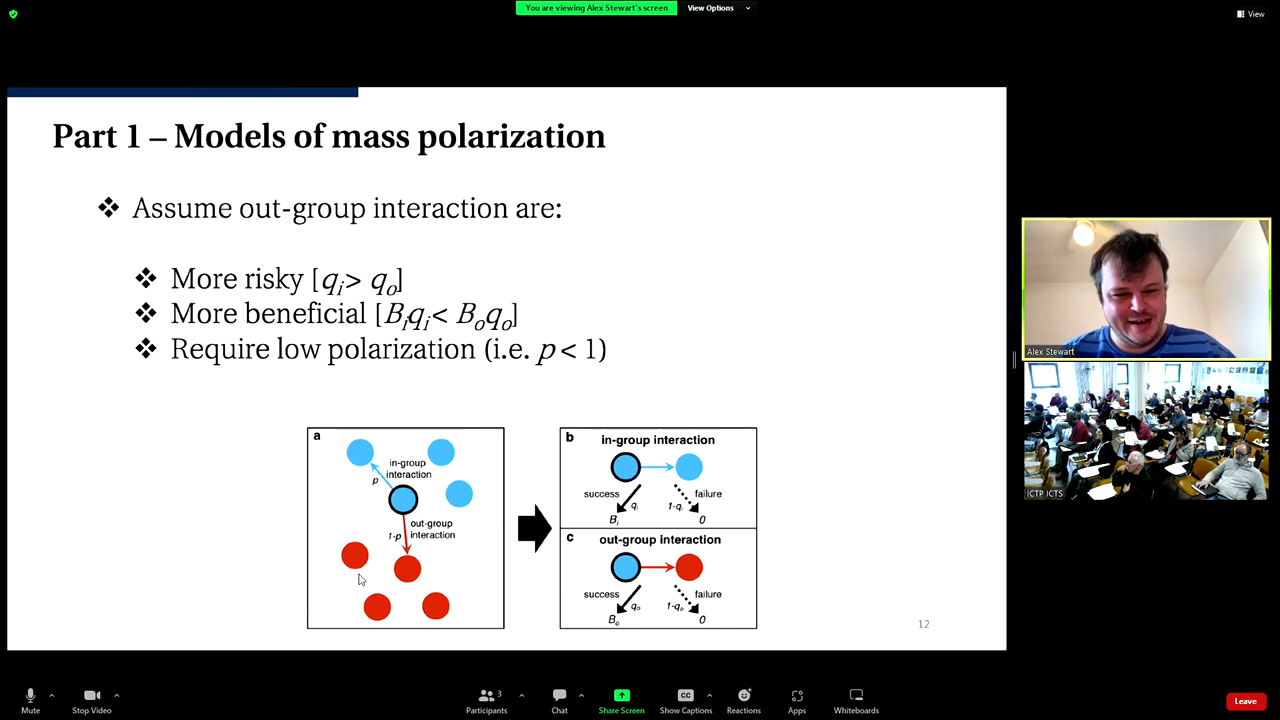 You are viewing Alex Stewart's screen
View Options
View
Part 1 – Models of mass polarization
❖ Assume out-group interaction are:
❖ More risky [qᵢ> qₒ]
❖ More beneficial [Bᵢqᵢ< Bₒqₒ]
❖ Require low polarization (i.e. p < 1)
a
in-group
interaction
p
out-group
interaction
1-p
b
in-group interaction
success
failure
qᵢ
1-qᵢ
Bᵢ
0
c
out-group interaction
success
failure
qₒ
1-qₒ
Bₒ
0
12
Alex Stewart
ICTP ICTS
Mute
Stop Video
Participants
3
Chat
Share Screen
CC
Show Captions
Reactions
Apps
Whiteboards
Leave